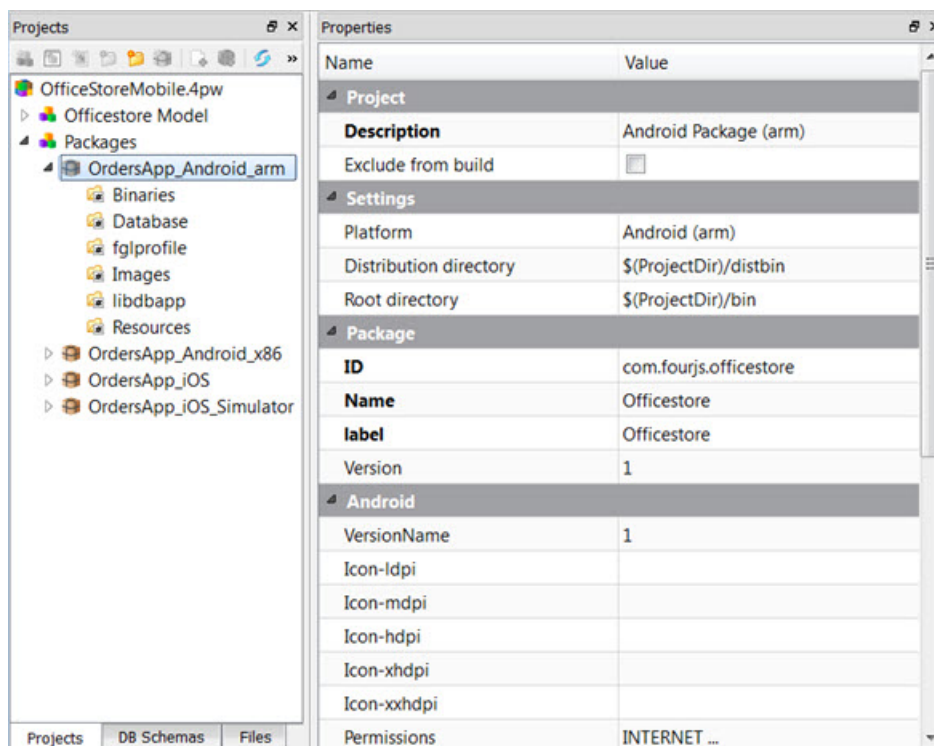 Projects
»
OfficeStoreMobile.4pw
Officestore Model
Packages
OrdersApp_Android_arm
Binaries
Database
fglprofile
Images
libdbapp
Resources
OrdersApp_Android_x86
OrdersApp_iOS
OrdersApp_iOS_Simulator
Projects DB Schemas Files
Properties
Name Value
Project
Description Android Package (arm)
Exclude from build
Settings
Platform Android (arm)
Distribution directory $(ProjectDir)/distbin
Root directory $(ProjectDir)/bin
Package
ID com.fourjs.officestore
Name Officestore
label Officestore
Version 1
Android
VersionName 1
Icon-ldpi
Icon-mdpi
Icon-hdpi
Icon-xhdpi
Icon-xxhdpi
Permissions INTERNET ...